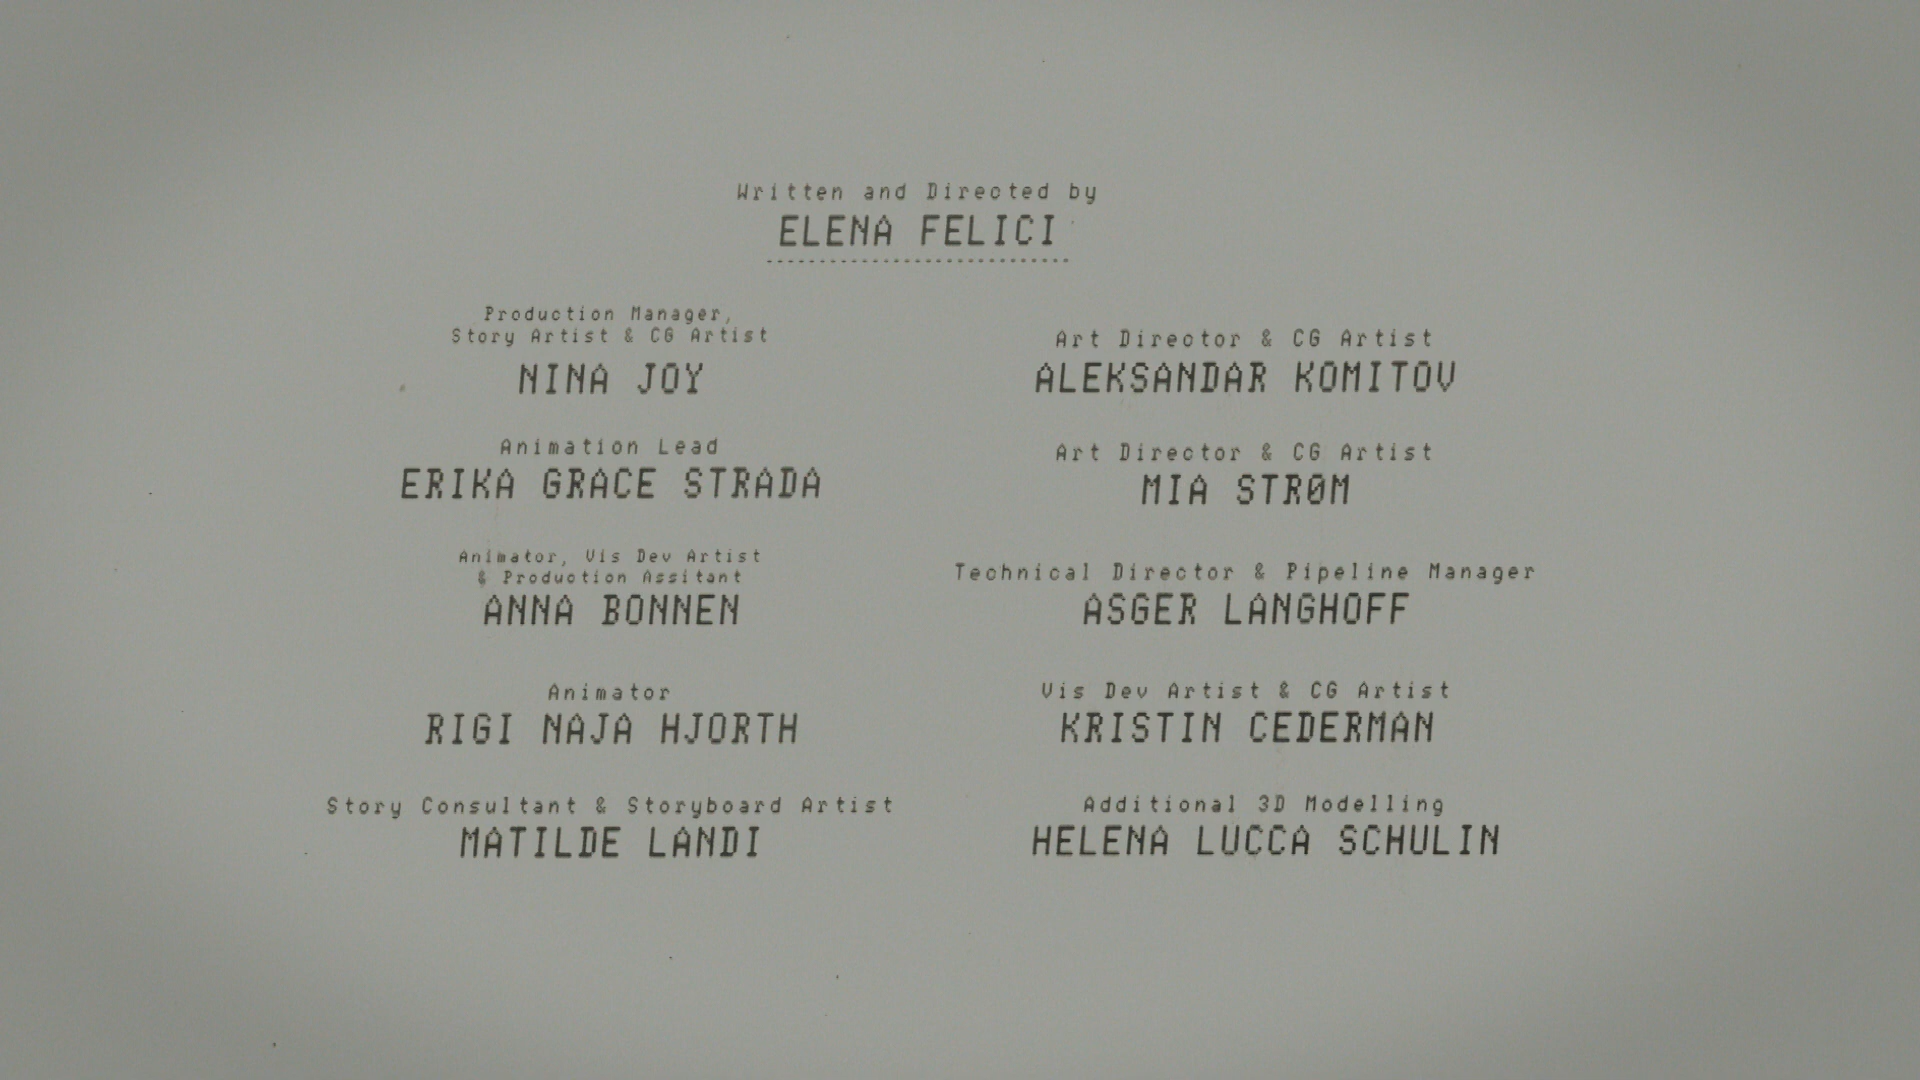 Written and Directed by
ELENA FELICI
Production Manager,
Story Artist & CG Artist
NINA JOY
Animation Lead
ERIKA GRACE STRADA
Animator, Vis Dev Artist
& Production Assitant
ANNA BONNEN
Animator
RIGI NAJA HJORTH
Story Consultant & Storyboard Artist
MATILDE LANDI
Art Director & CG Artist
ALEKSANDAR KOMITOV
Art Director & CG Artist
MIA STRØM
Technical Director & Pipeline Manager
ASGER LANGHOFF
Vis Dev Artist & CG Artist
KRISTIN CEDERMAN
Additional 3D Modelling
HELENA LUCCA SCHULIN